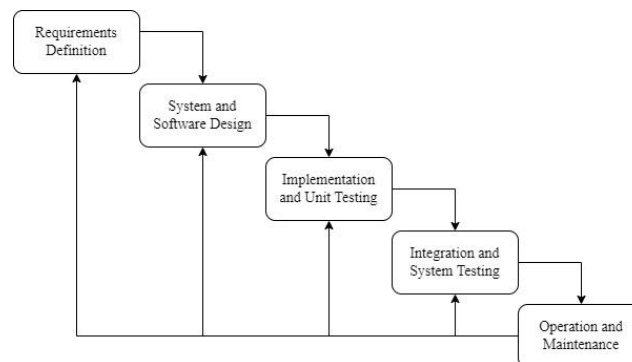 Requirements
Definition
System and
Software Design
Implementation
and Unit Testing
Integration and
System Testing
Operation and
Maintenance